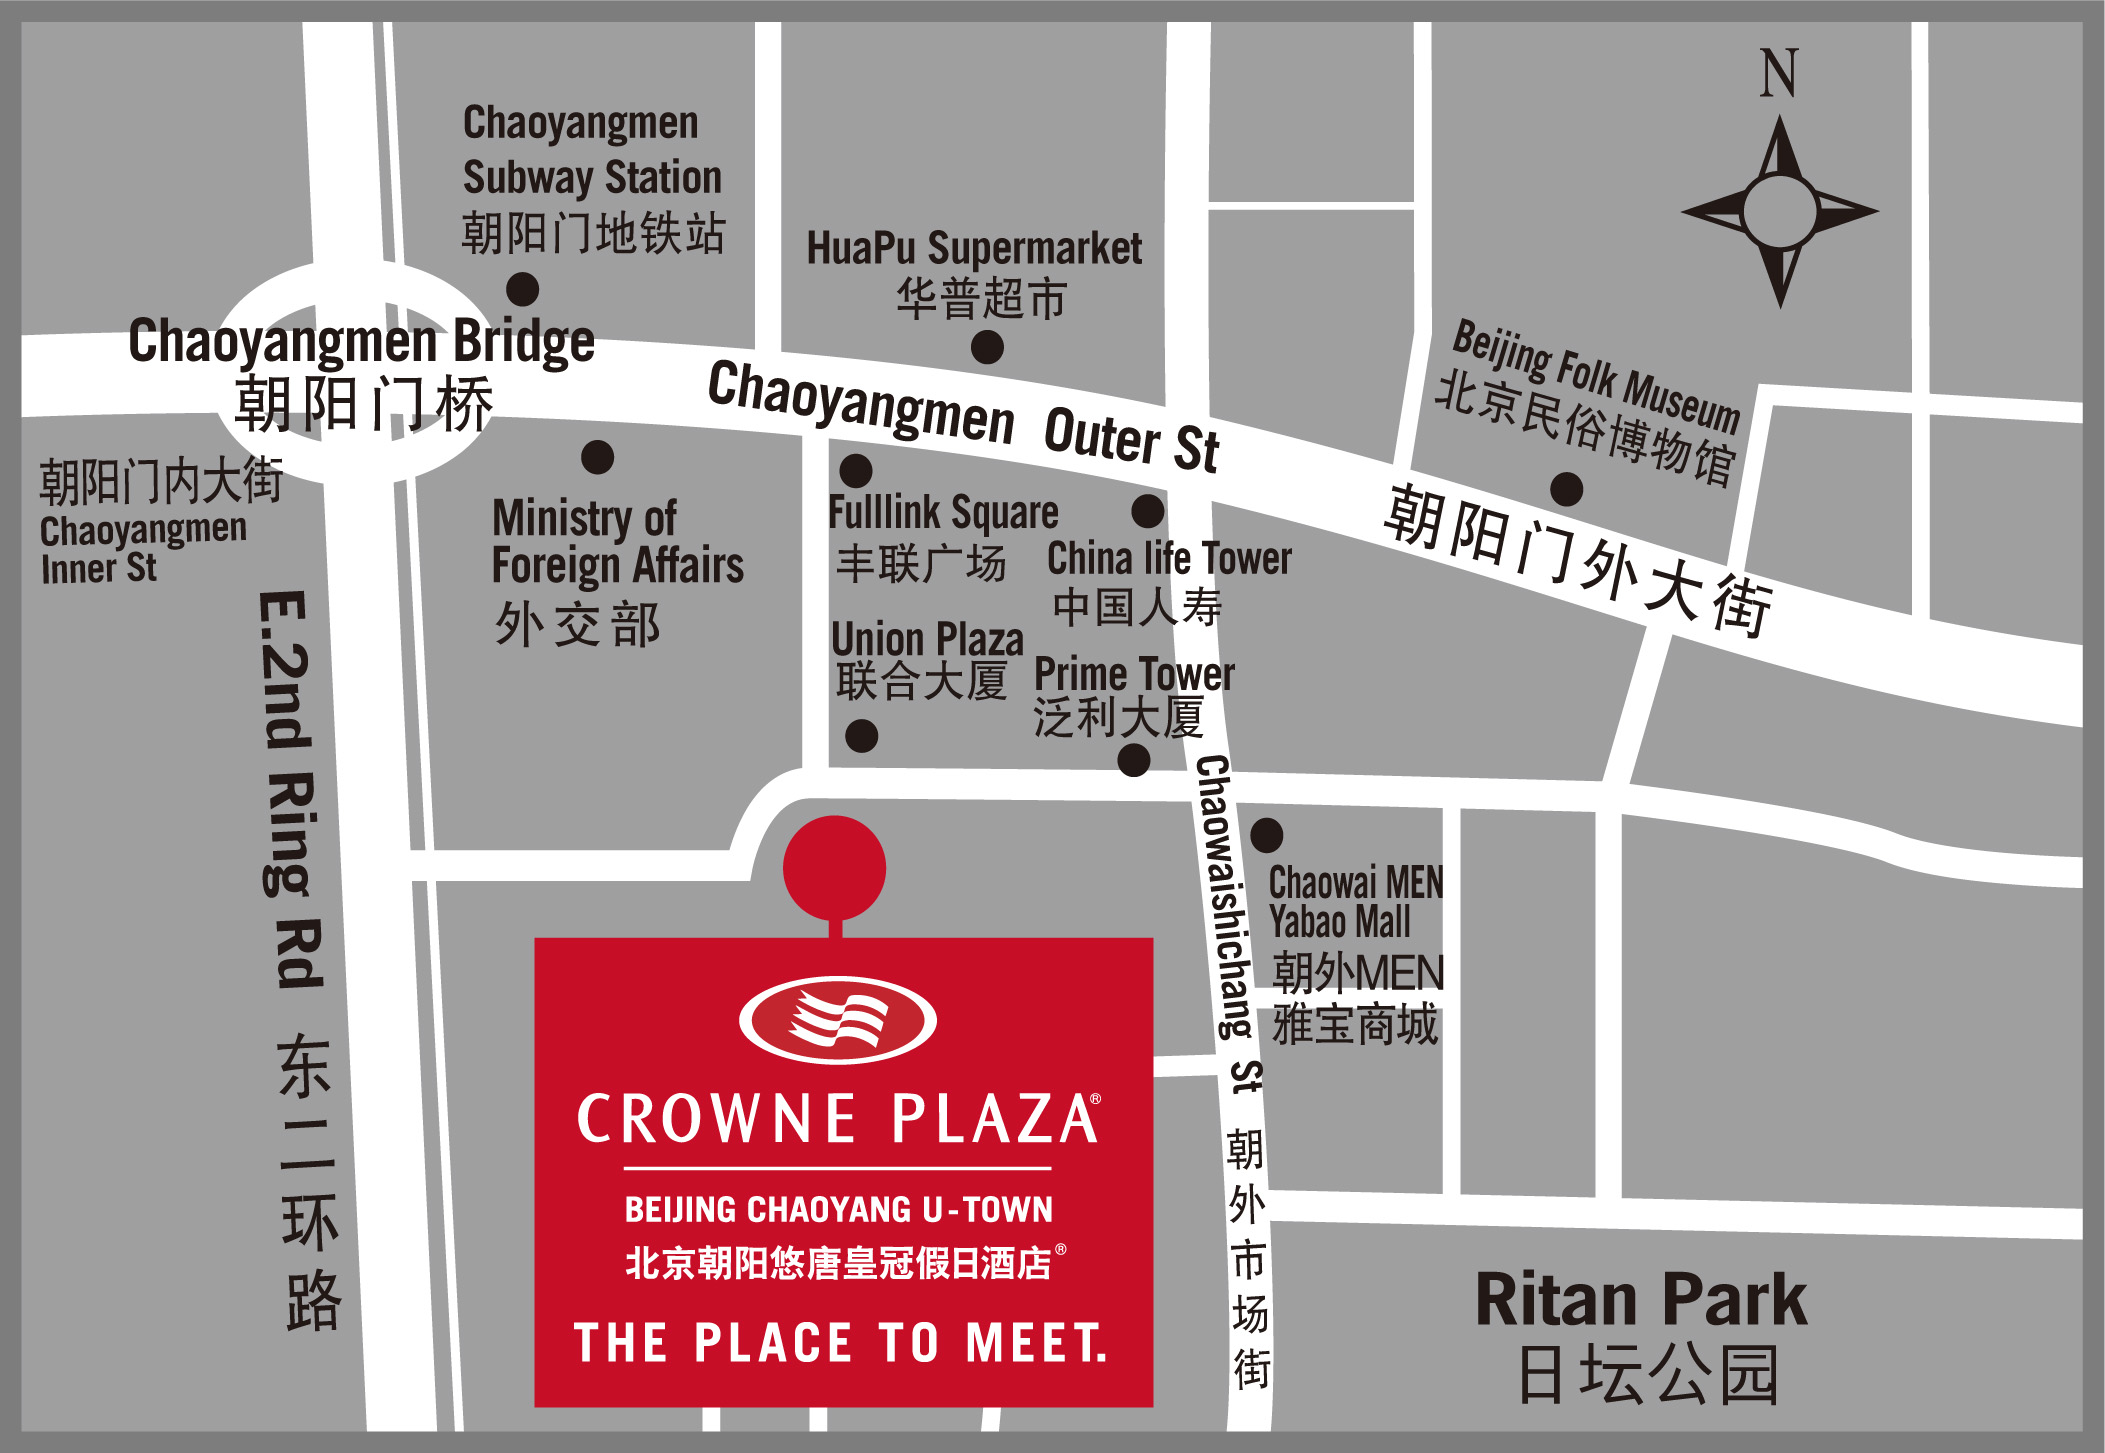 N
Chaoyangmen
Subway Station
朝阳门地铁站
HuaPu Supermarket
华普超市
Chaoyangmen Bridge
朝阳门桥
Chaoyangmen Outer St
朝阳门外大街
Beijing Folk Museum
北京民俗博物馆
朝阳门内大街
Chaoyangmen
Inner St
Ministry of
Foreign Affairs
外交部
Fulllink Square
丰联广场
China life Tower
中国人寿
Union Plaza
联合大厦
Prime Tower
泛利大厦
E.2nd Ring Rd 东二环路
Chaowaishichang St 朝外市场街
Chaowai MEN
Yabao Mall
朝外MEN
雅宝商城
CROWNE PLAZA®
BEIJING CHAOYANG U-TOWN
北京朝阳悠唐皇冠假日酒店®
THE PLACE TO MEET.
Ritan Park
日坛公园